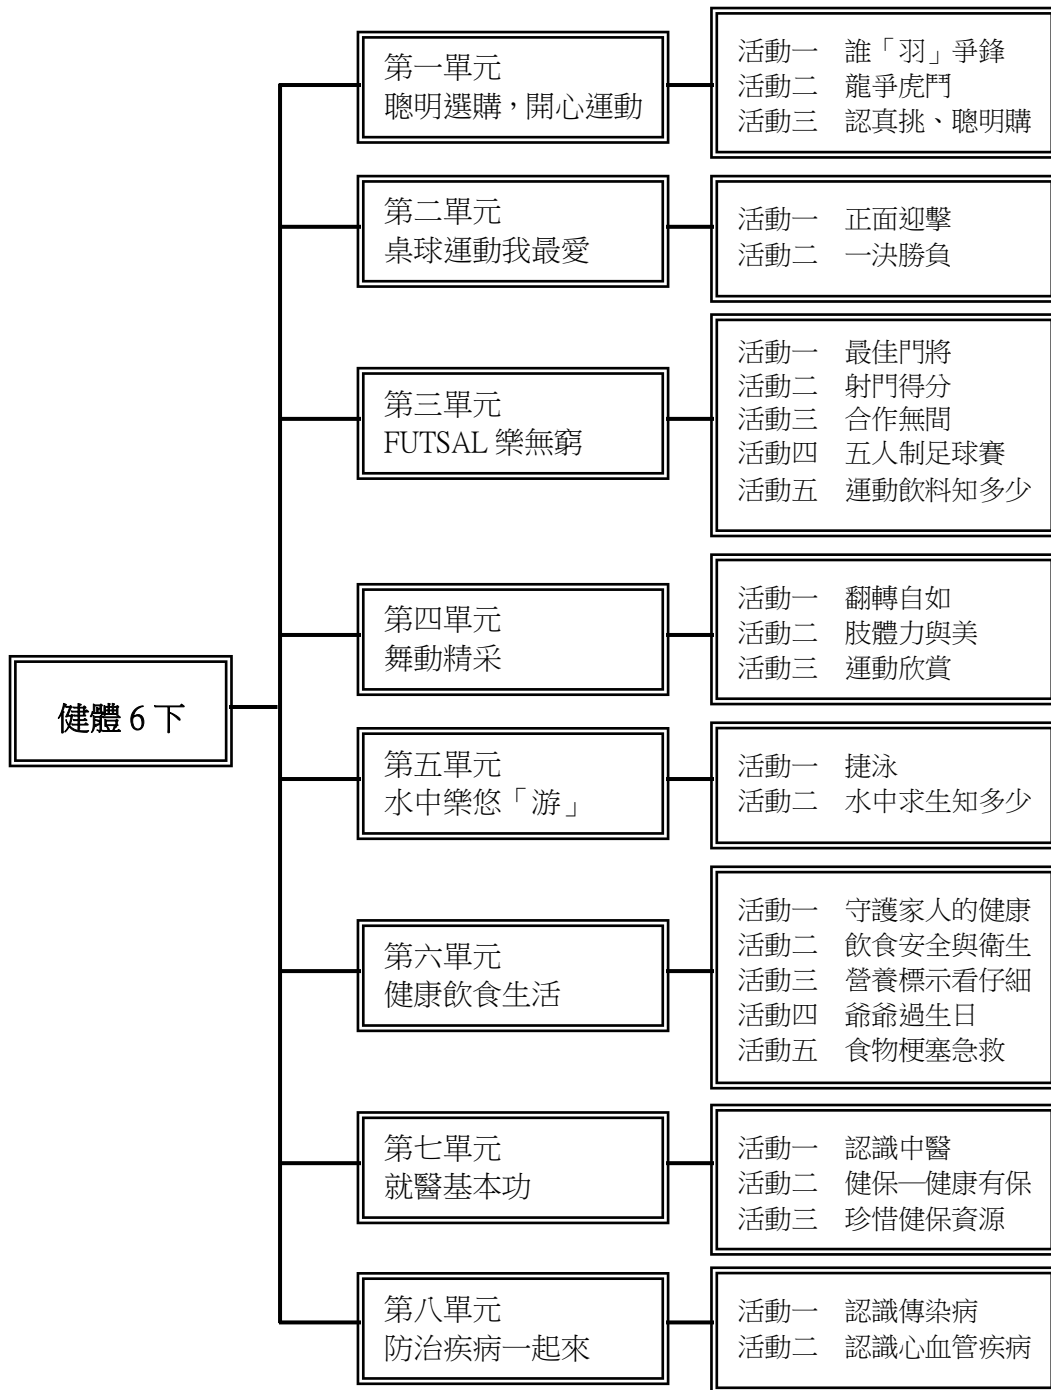 健體 6 下
第一單元
聰明選購，開心運動
活動一　誰「羽」爭鋒
活動二　龍爭虎鬥
活動三　認真挑、聰明購
第二單元
桌球運動我最愛
活動一　正面迎擊
活動二　一決勝負
第三單元
FUTSAL 樂無窮
活動一　最佳門將
活動二　射門得分
活動三　合作無間
活動四　五人制足球賽
活動五　運動飲料知多少
第四單元
舞動精采
活動一　翻轉自如
活動二　肢體力與美
活動三　運動欣賞
第五單元
水中樂悠「游」
活動一　捷泳
活動二　水中求生知多少
第六單元
健康飲食生活
活動一　守護家人的健康
活動二　飲食安全與衛生
活動三　營養標示看仔細
活動四　爺爺過生日
活動五　食物梗塞急救
第七單元
就醫基本功
活動一　認識中醫
活動二　健保—健康有保
活動三　珍惜健保資源
第八單元
防治疾病一起來
活動一　認識傳染病
活動二　認識心血管疾病